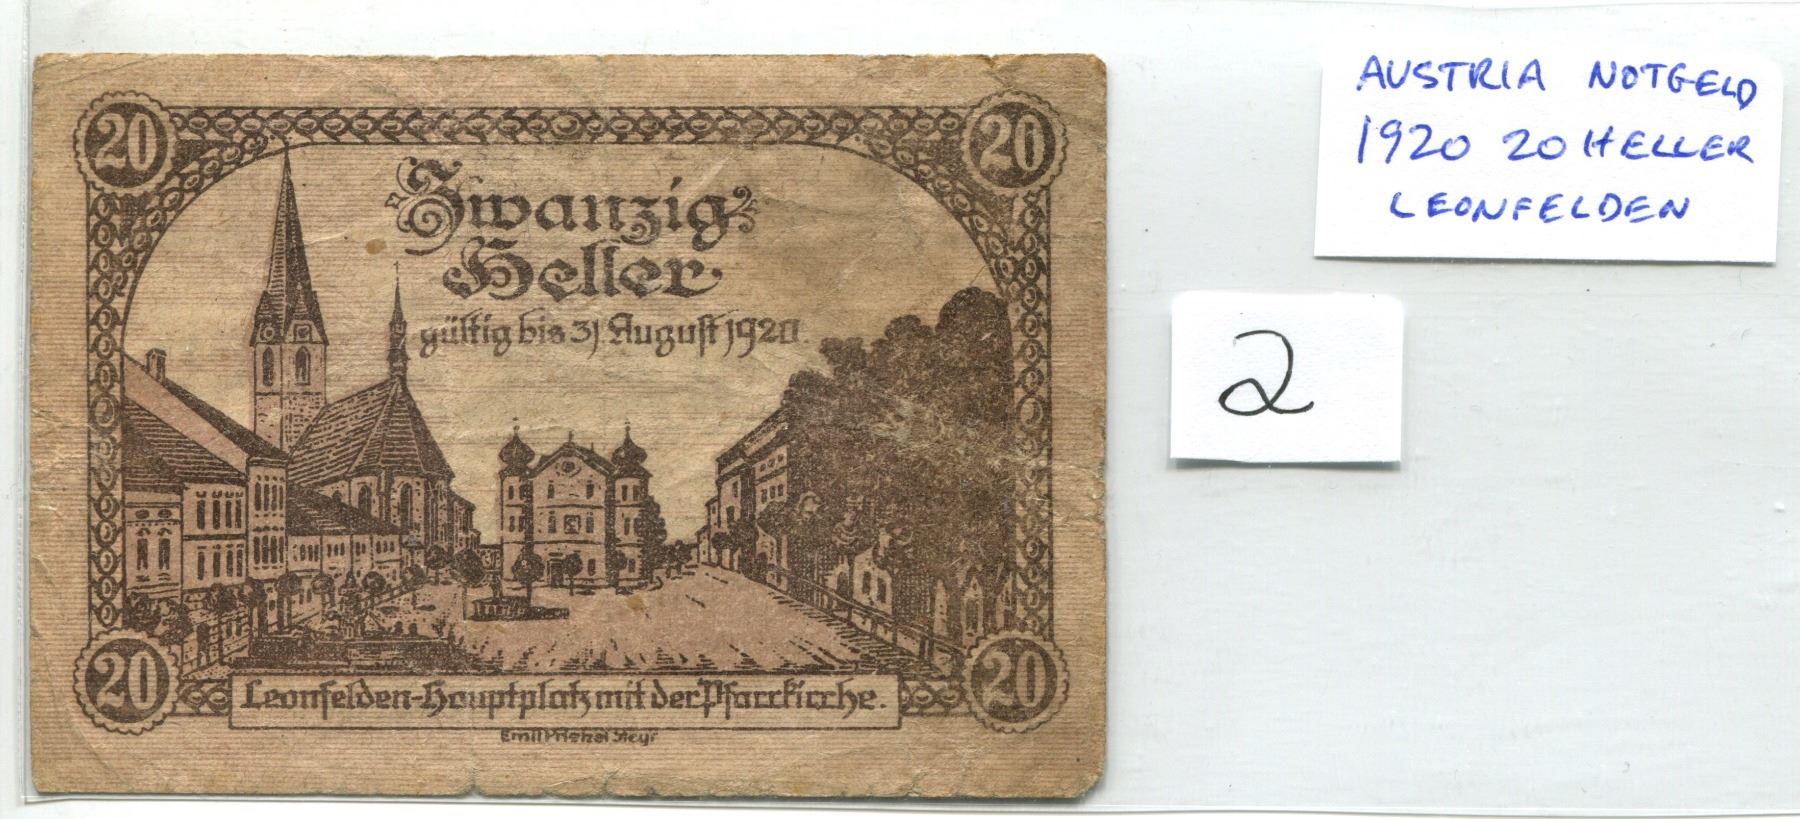 20
20
Zwanzig
Heller
gültig bis 31. August 1920.
20
20
Leonfelden-Hauptplatz mit der Pfarrkirche.
Emil Prietzel Steyr
AUSTRIA NOTGELD
1920 20 HELLER
LEONFELDEN
2